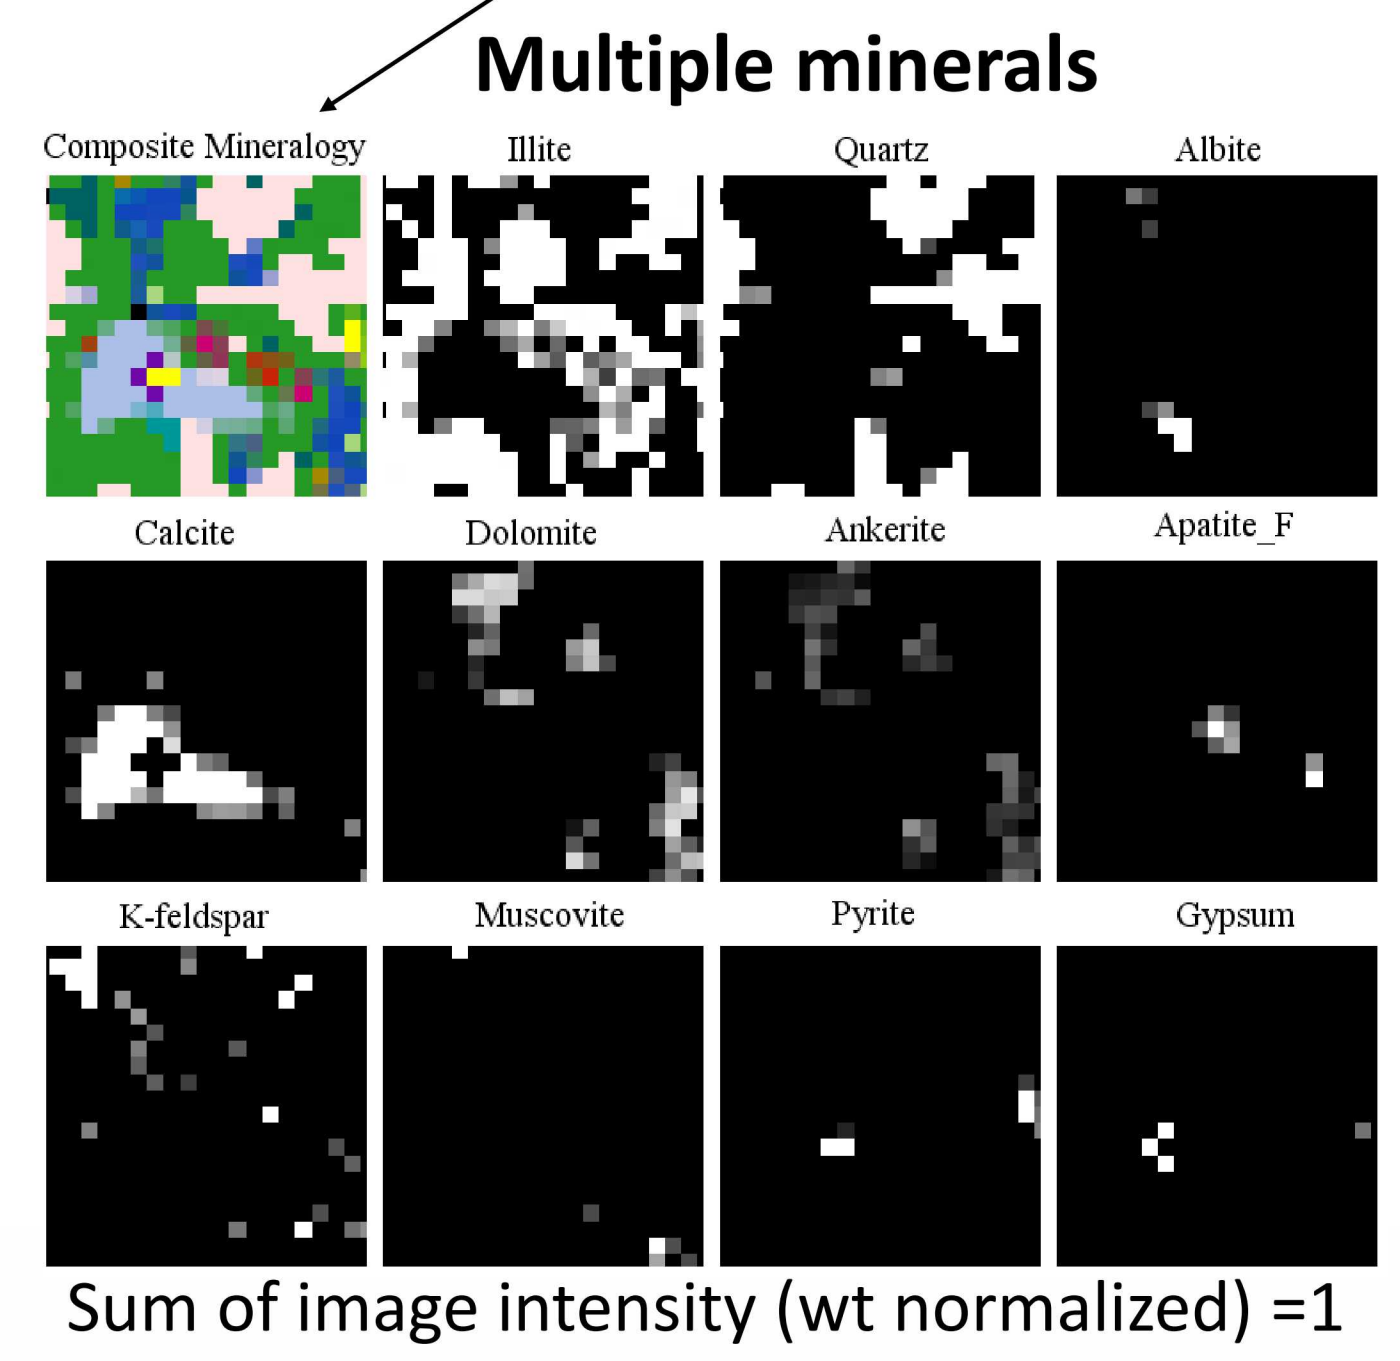 Multiple minerals
Composite Mineralogy
Illite
Quartz
Albite
Calcite
Dolomite
Ankerite
Apatite_F
K-feldspar
Muscovite
Pyrite
Gypsum
Sum of image intensity (wt normalized) =1